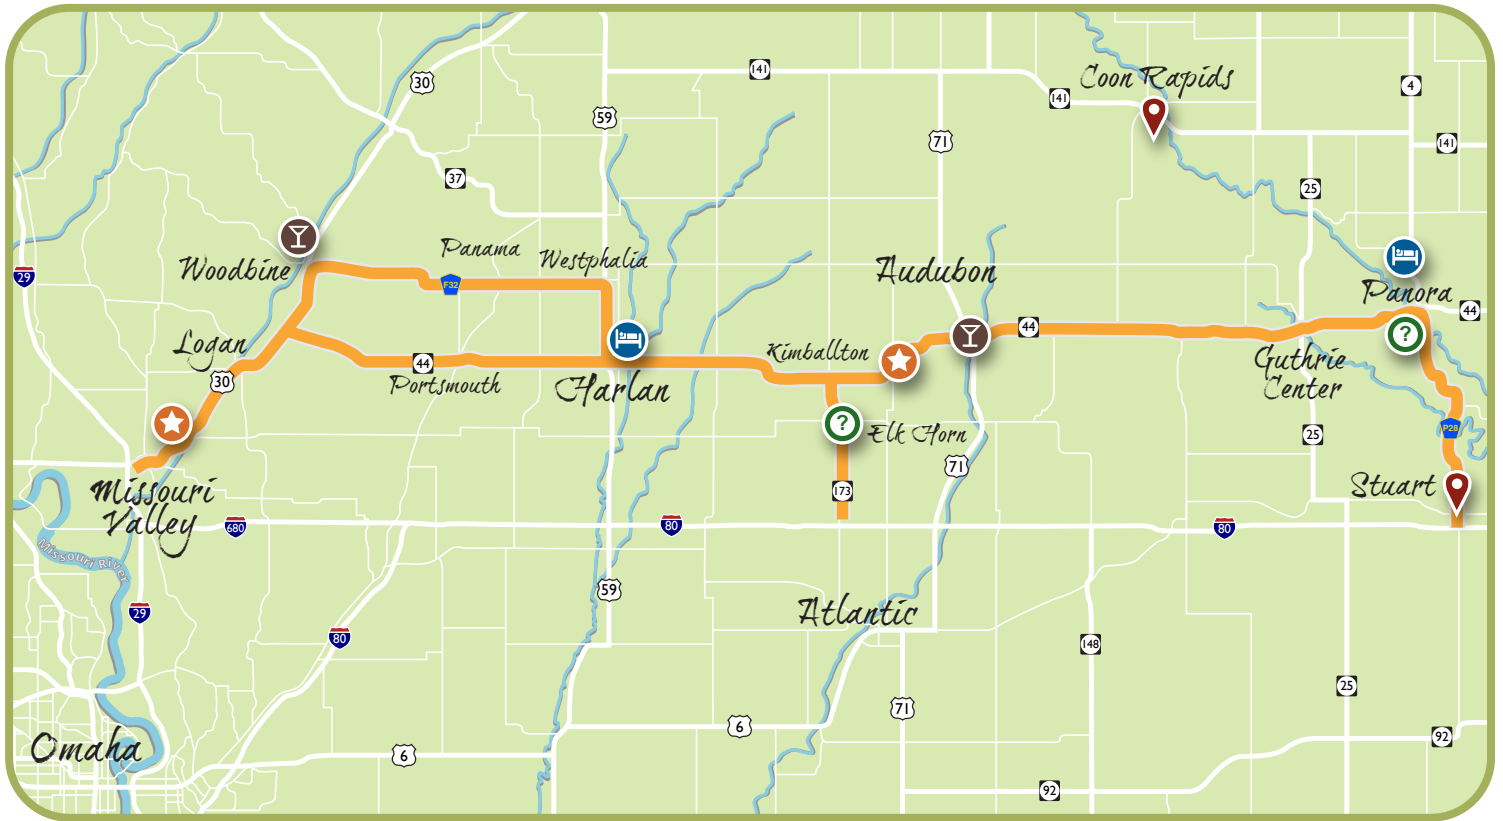 141
Coon Rapids
30
4
141
59
71
141
37
25
Woodbine
Panama
Westphalia
Audubon
29
F32
Panora
44
44
Logan
Kimballton
?
Guthrie
Center
44
30
Portsmouth
Harlan
?
Elk Horn
P28
25
71
Missouri
Valley
173
Stuart
680
80
80
Missouri River
59
29
Atlantic
80
148
25
71
Omaha
6
6
92
92